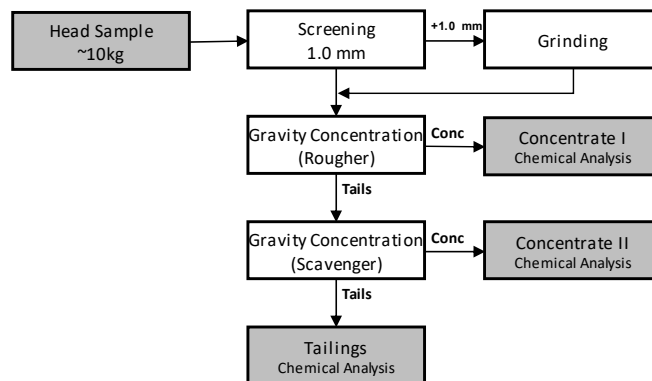 Head Sample
~10kg
Screening
1.0 mm
+1.0 mm
Grinding
Gravity Concentration
(Rougher)
Conc
Concentrate I
Chemical Analysis
Tails
Gravity Concentration
(Scavenger)
Conc
Concentrate II
Chemical Analysis
Tails
Tailings
Chemical Analysis